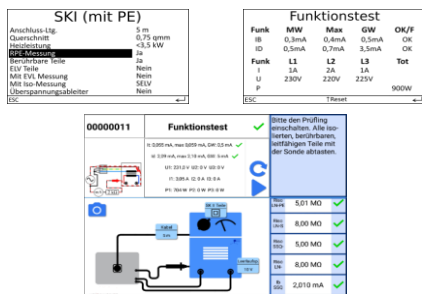 SKI (mit PE)
Anschluss-Ltg. 5 m
Querschnitt 0,75 qmm
Heizleistung <3,5 kW
RPE-Messung Ja
Berührbare Teile Ja
ELV Teile Nein
Mit EVL Messung Nein
Mit Iso-Messung SELV
Überspannungsableiter Nein
ESC
Funktionstest
Funk MW Max GW OK/F
IB 0,3mA 0,4mA 0,5mA OK
ID 0,5mA 0,7mA 3,5mA OK
Funk L1 L2 L3 Tot
I 1A 2A 1A
U 230V 220V 225V
P 900W
ESC TReset
00000011
Funktionstest
Bitte den Prüfling
einschalten. Alle iso-
lierten, berührbaren,
leitfähigen Teile mit
der Sonde abtasten.
5,01 MΩ
8,00 MΩ
5,00 MΩ
8,00 MΩ
2,010 mA